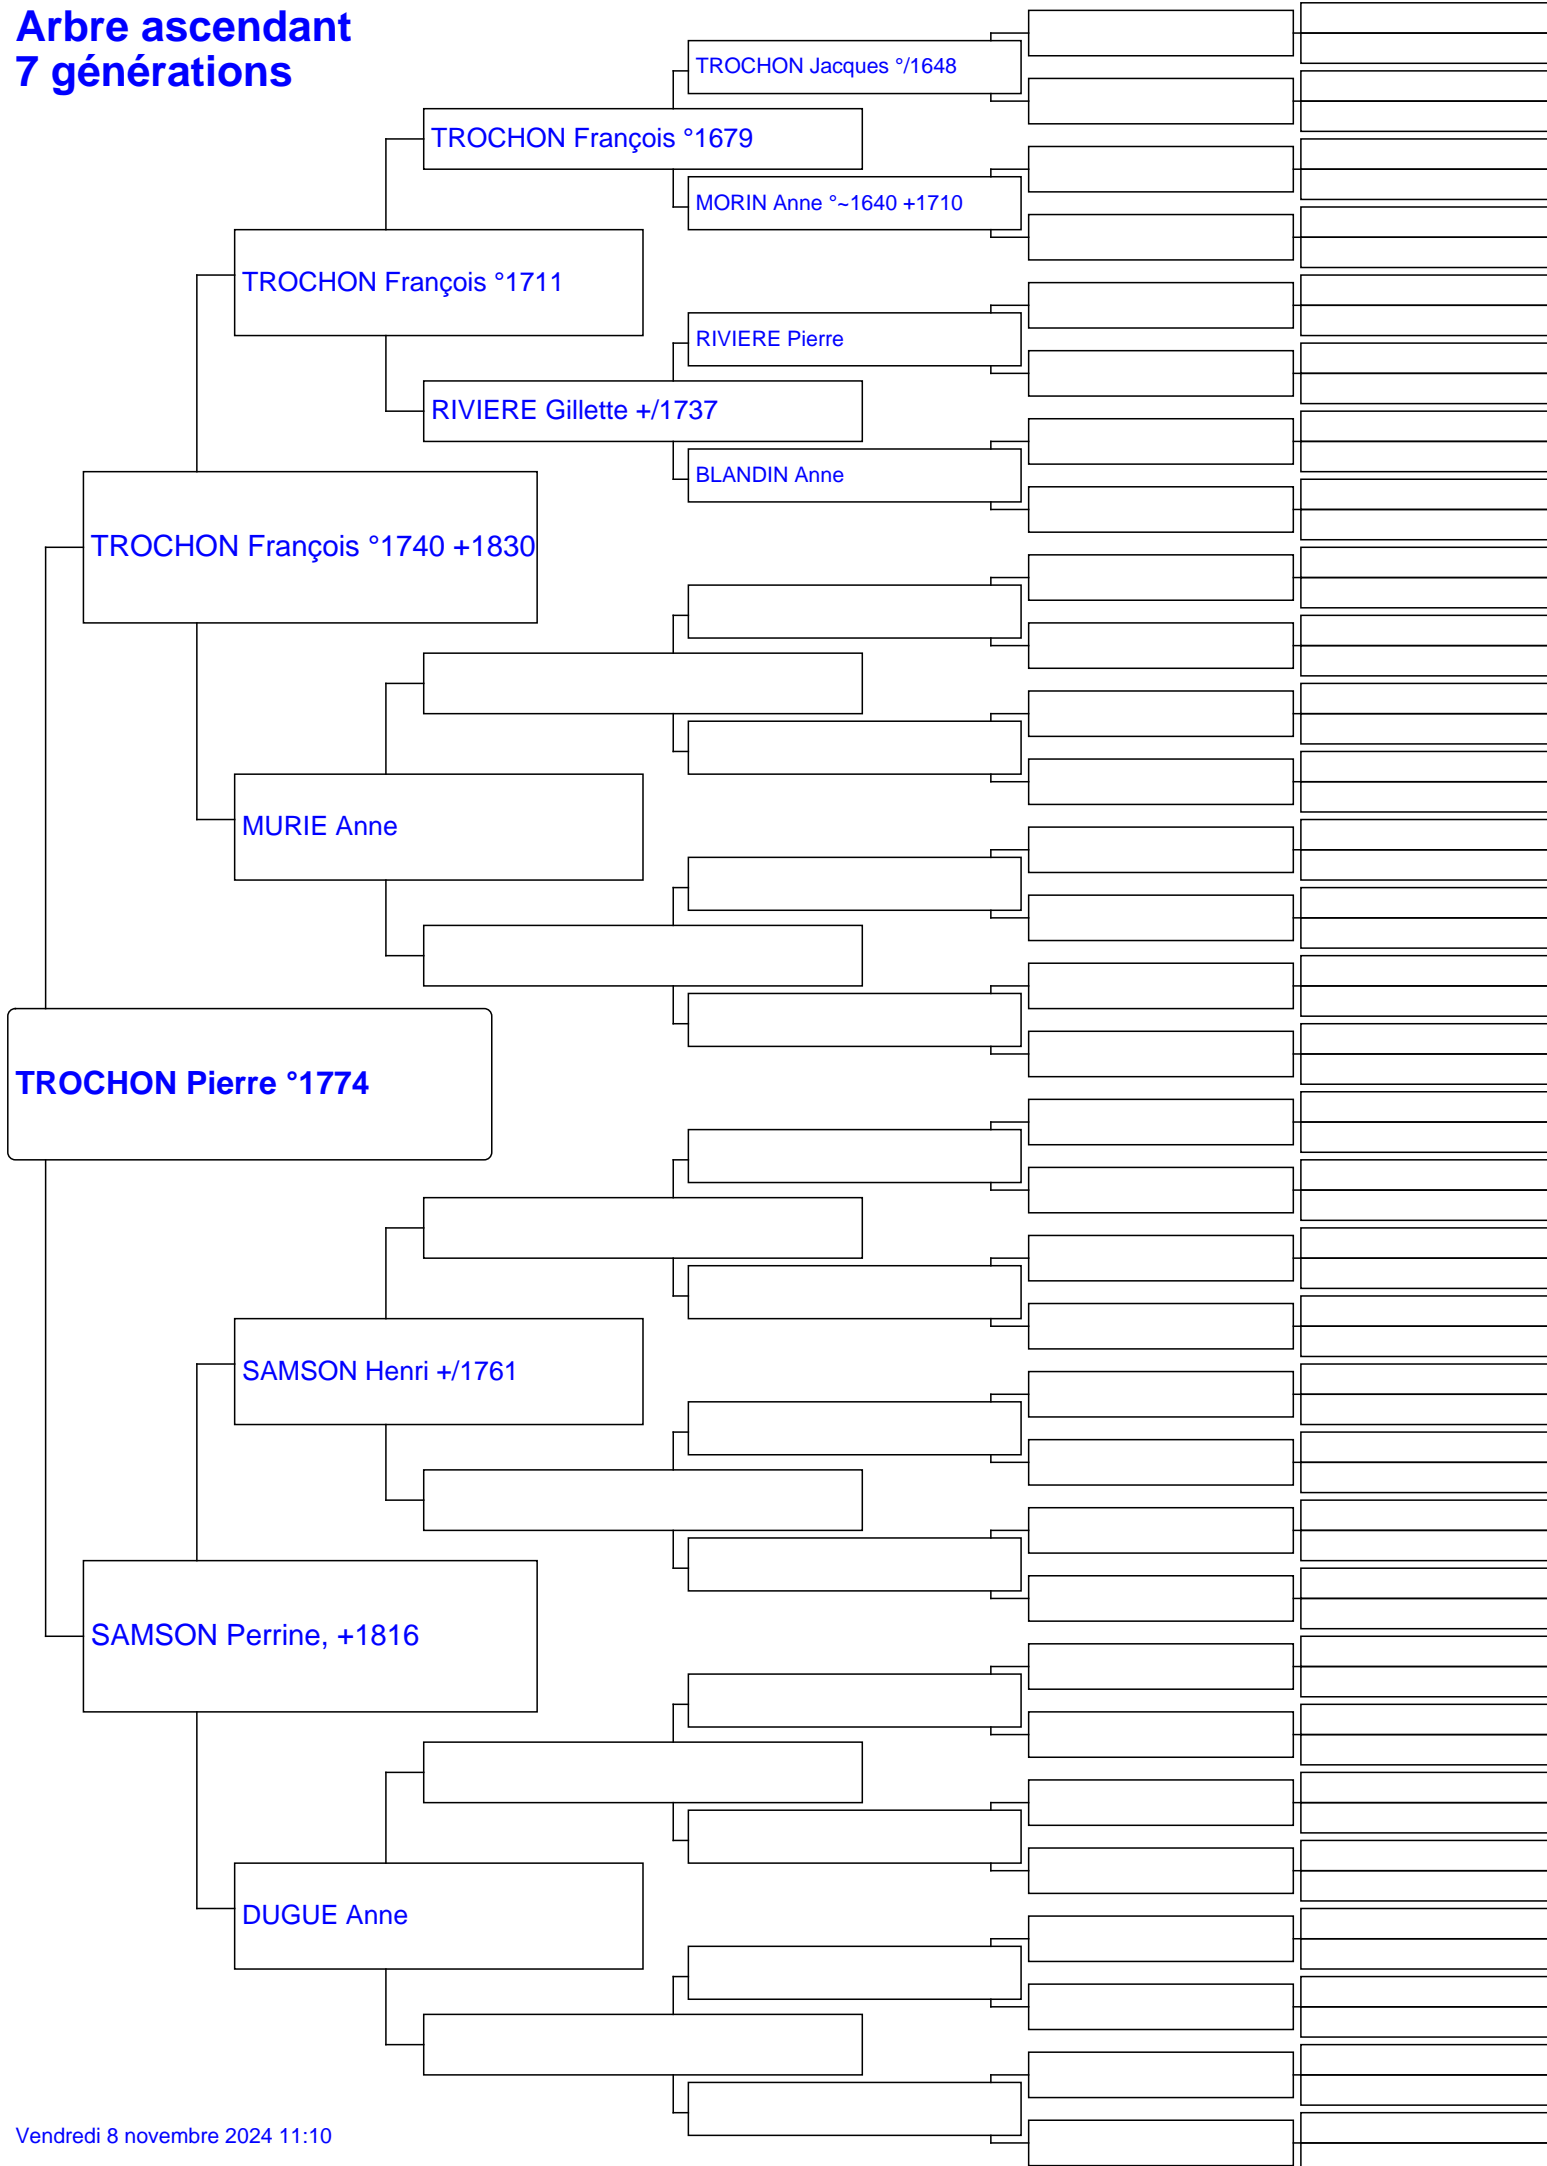 Arbre ascendant
7 générations
TROCHON Jacques °/1648
TROCHON François °1679
MORIN Anne °~1640 +1710
TROCHON François °1711
RIVIERE Pierre
RIVIERE Gillette +/1737
BLANDIN Anne
TROCHON François °1740 +1830
MURIE Anne
TROCHON Pierre °1774
SAMSON Henri +/1761
SAMSON Perrine, +1816
DUGUE Anne
Vendredi 8 novembre 2024 11:10